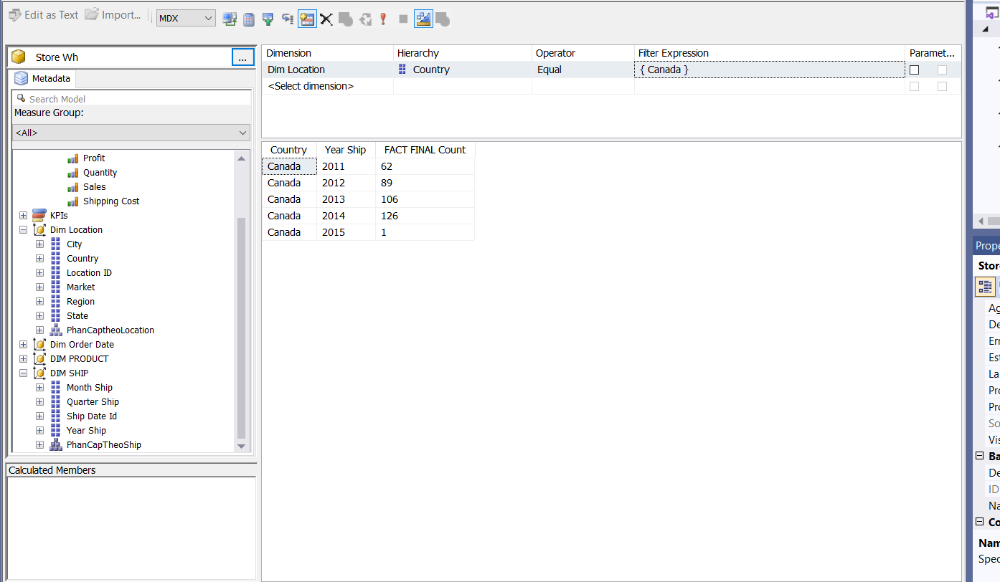 Edit as Text Import... MDX
Store Wh ...
Metadata
Search Model
Measure Group:
<All>
Profit
Quantity
Sales
Shipping Cost
KPIs
Dim Location
City
Country
Location ID
Market
Region
State
PhanCaptheoLocation
Dim Order Date
DIM PRODUCT
DIM SHIP
Month Ship
Quarter Ship
Ship Date Id
Year Ship
PhanCapTheoShip
Calculated Members
Dimension Hierarchy Operator Filter Expression Paramet...
Dim Location Country Equal { Canada }
<Select dimension>
Country Year Ship FACT FINAL Count
Canada 2011 62
Canada 2012 89
Canada 2013 106
Canada 2014 126
Canada 2015 1
Prope
Stor
Ag
De
Err
Est
La
Pro
Pro
So
Vis
Ba
De
ID
Na
Co
Nam
Spec